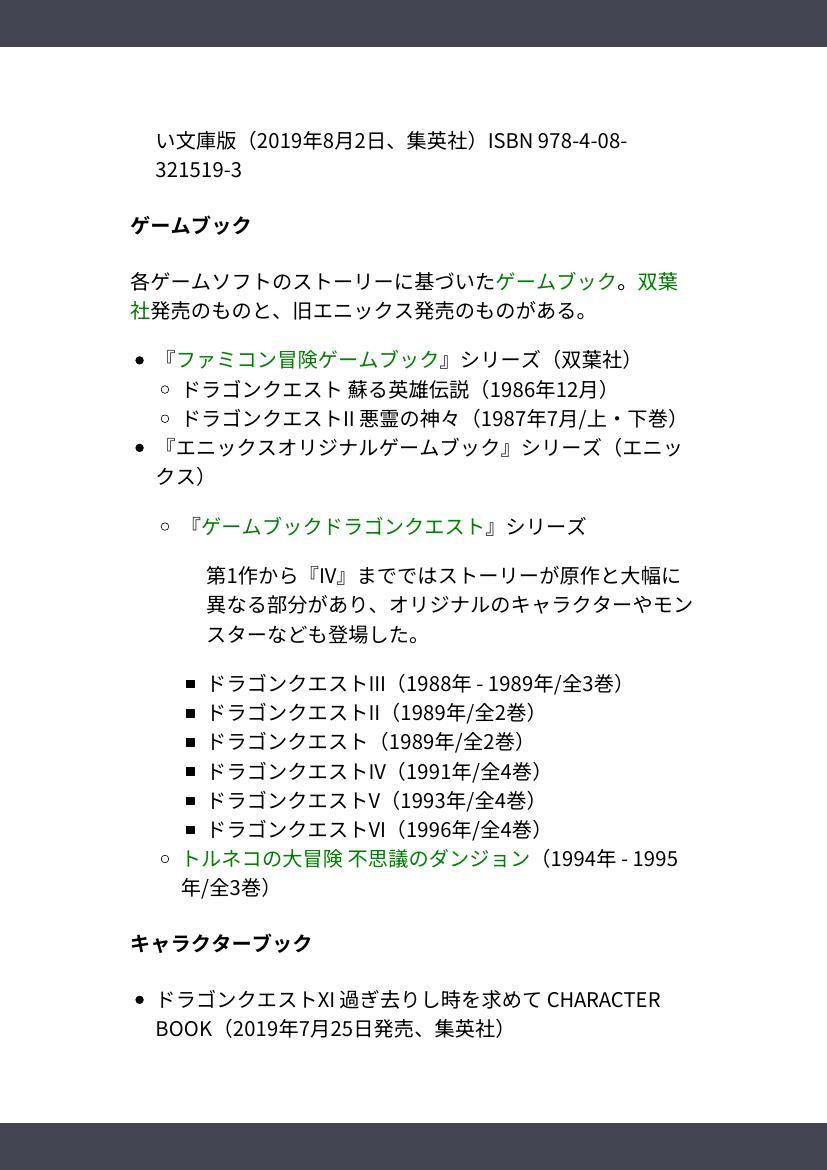 い文庫版（2019年8月2日、集英社）ISBN 978-4-08-
321519-3
ゲームブック
各ゲームソフトのストーリーに基づいたゲームブック。双葉
社発売のものと、旧エニックス発売のものがある。
• 『ファミコン冒険ゲームブック』シリーズ（双葉社）
◦ ドラゴンクエスト 蘇る英雄伝説（1986年12月）
◦ ドラゴンクエストII 悪霊の神々（1987年7月/上・下巻）
• 『エニックスオリジナルゲームブック』シリーズ（エニッ
クス）
◦ 『ゲームブックドラゴンクエスト』シリーズ
第1作から『IV』まででではストーリーが原作と大幅に
異なる部分があり、オリジナルのキャラクターやモン
スターなども登場した。
▪ ドラゴンクエストIII（1988年 - 1989年/全3巻）
▪ ドラゴンクエストII（1989年/全2巻）
▪ ドラゴンクエスト（1989年/全2巻）
▪ ドラゴンクエストIV（1991年/全4巻）
▪ ドラゴンクエストV（1993年/全4巻）
▪ ドラゴンクエストVI（1996年/全4巻）
◦ トルネコの大冒険 不思議のダンジョン（1994年 - 1995
年/全3巻）
キャラクターブック
• ドラゴンクエストXI 過ぎ去りし時を求めて CHARACTER
BOOK（2019年7月25日発売、集英社）